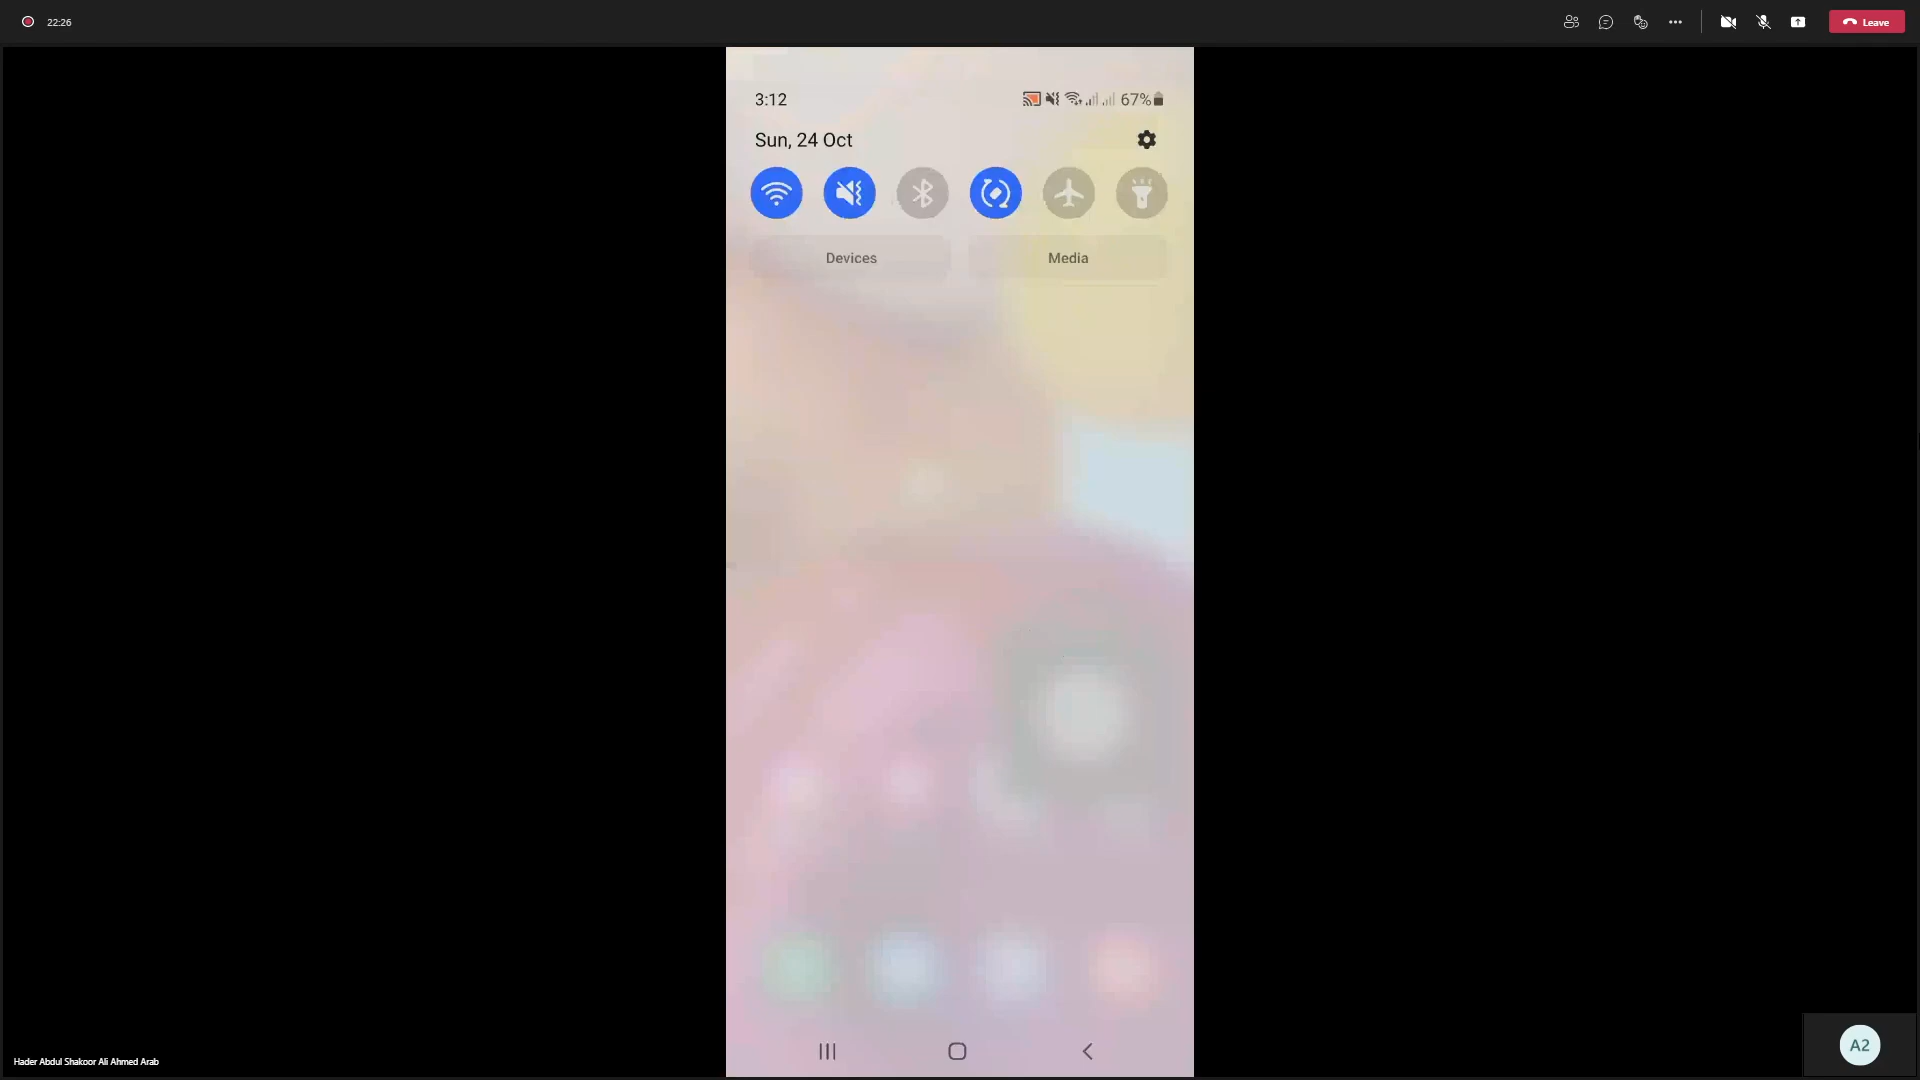 22:26
Leave
3:12
67%
Sun, 24 Oct
Devices
Media
Hader Abdul Shakoor Ali Ahmed Arab
A2